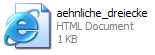 aehnliche_dreiecke
HTML Document
1 KB